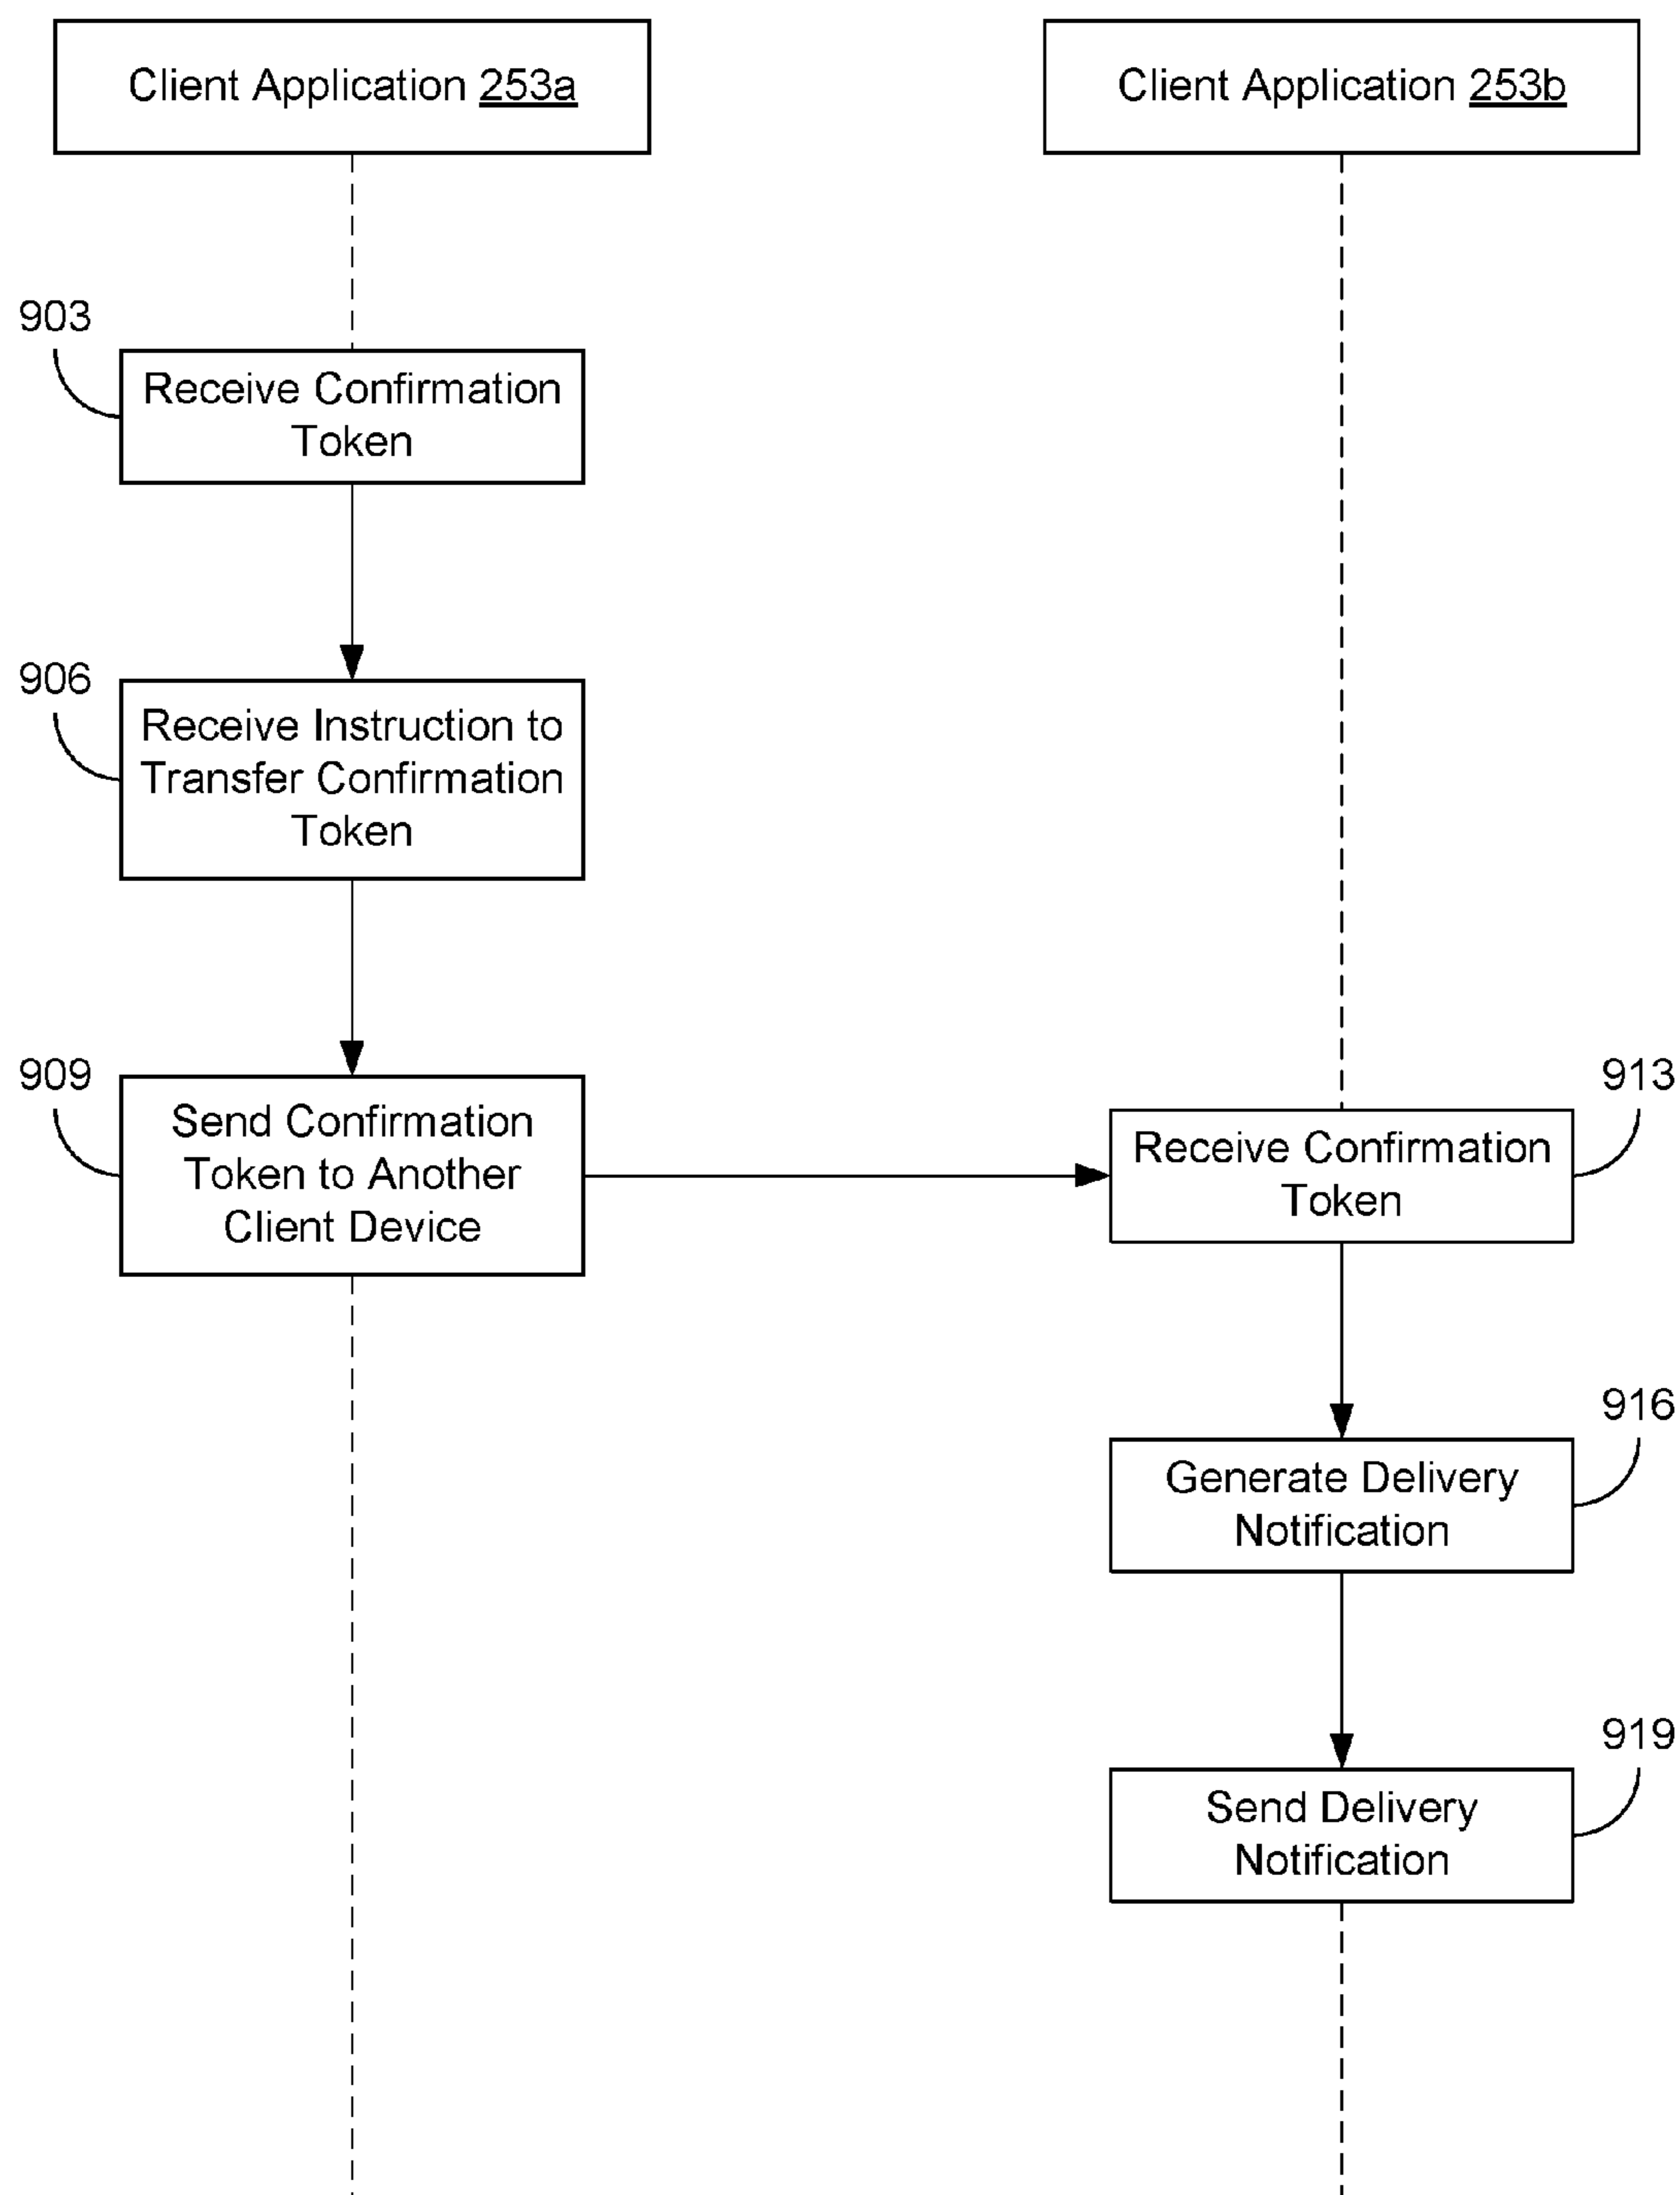 Client Application 253a
Client Application 253b
903
Receive Confirmation
Token
906
Receive Instruction to
Transfer Confirmation
Token
909
Send Confirmation
Token to Another
Client Device
913
Receive Confirmation
Token
916
Generate Delivery
Notification
919
Send Delivery
Notification